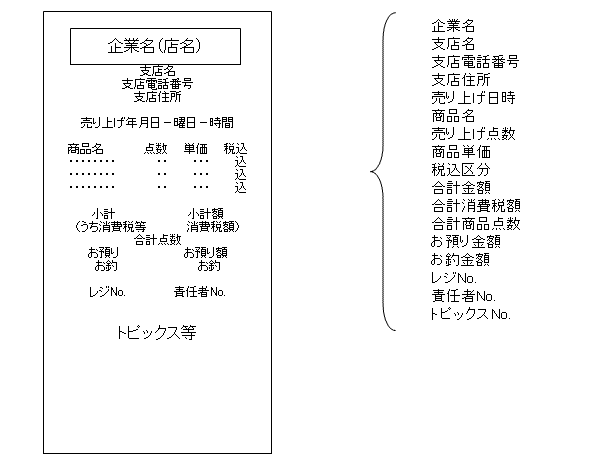 企業名（店名）
支店名
支店電話番号
支店住所
売り上げ年月日－曜日－時間
商品名 点数 単価 税込
・・・・・・・・ ・・ ・・・ 込
・・・・・・・・ ・・ ・・・ 込
・・・・・・・・ ・・ ・・・ 込
小計 小計額
（うち消費税等 消費税額）
合計点数
お預り お預り額
お釣 お釣
レジNo. 責任者No.
トピックス等
企業名
支店名
支店電話番号
支店住所
売り上げ日時
商品名
売り上げ点数
商品単価
税込区分
合計金額
合計消費税額
合計商品点数
お預り金額
お釣金額
レジNo.
責任者No.
トピックスNo.